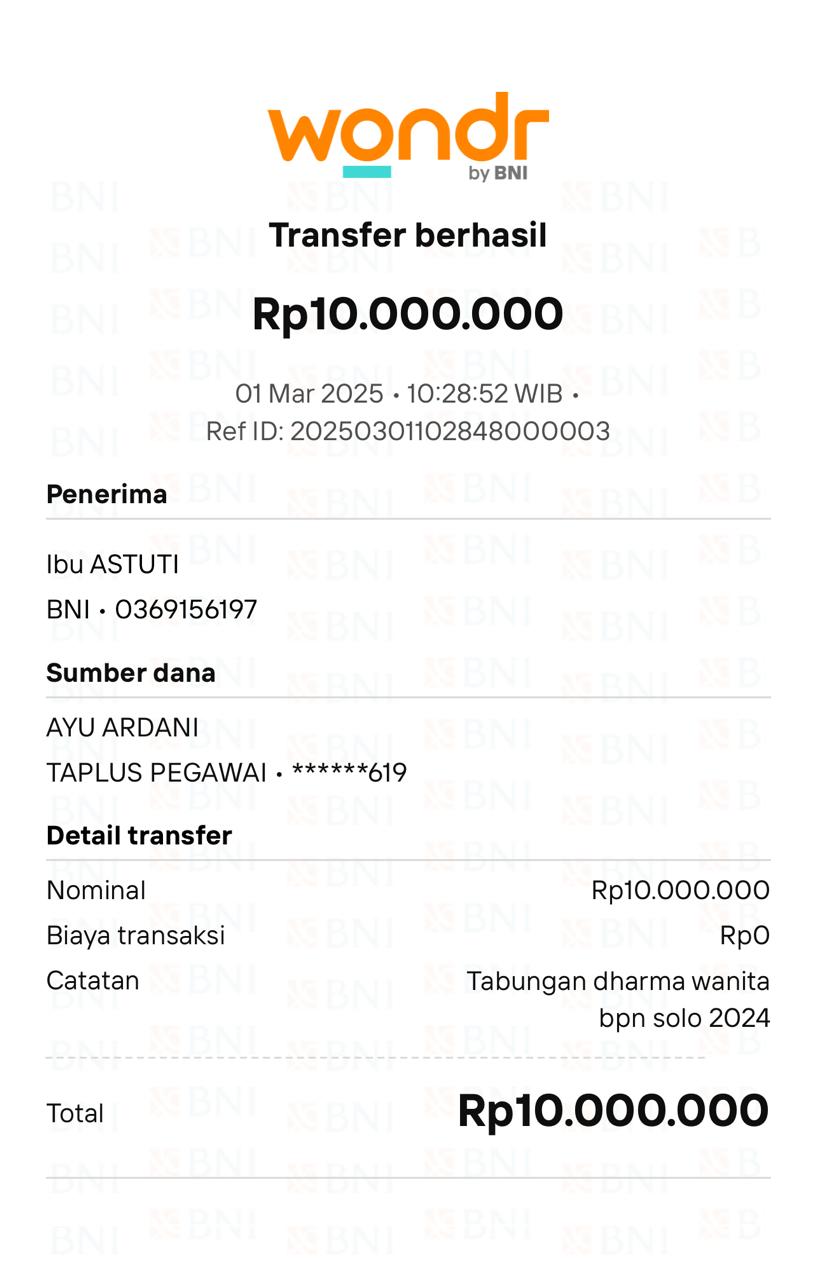 wondr
by BNI
Transfer berhasil
Rp10.000.000
01 Mar 2025 • 10:28:52 WIB •
Ref ID: 20250301102848000003
Penerima
Ibu ASTUTI
BNI • 0369156197
Sumber dana
AYU ARDANI
TAPLUS PEGAWAI • ******619
Detail transfer
Nominal Rp10.000.000
Biaya transaksi Rp0
Catatan Tabungan dharma wanita
bpn solo 2024
Total Rp10.000.000